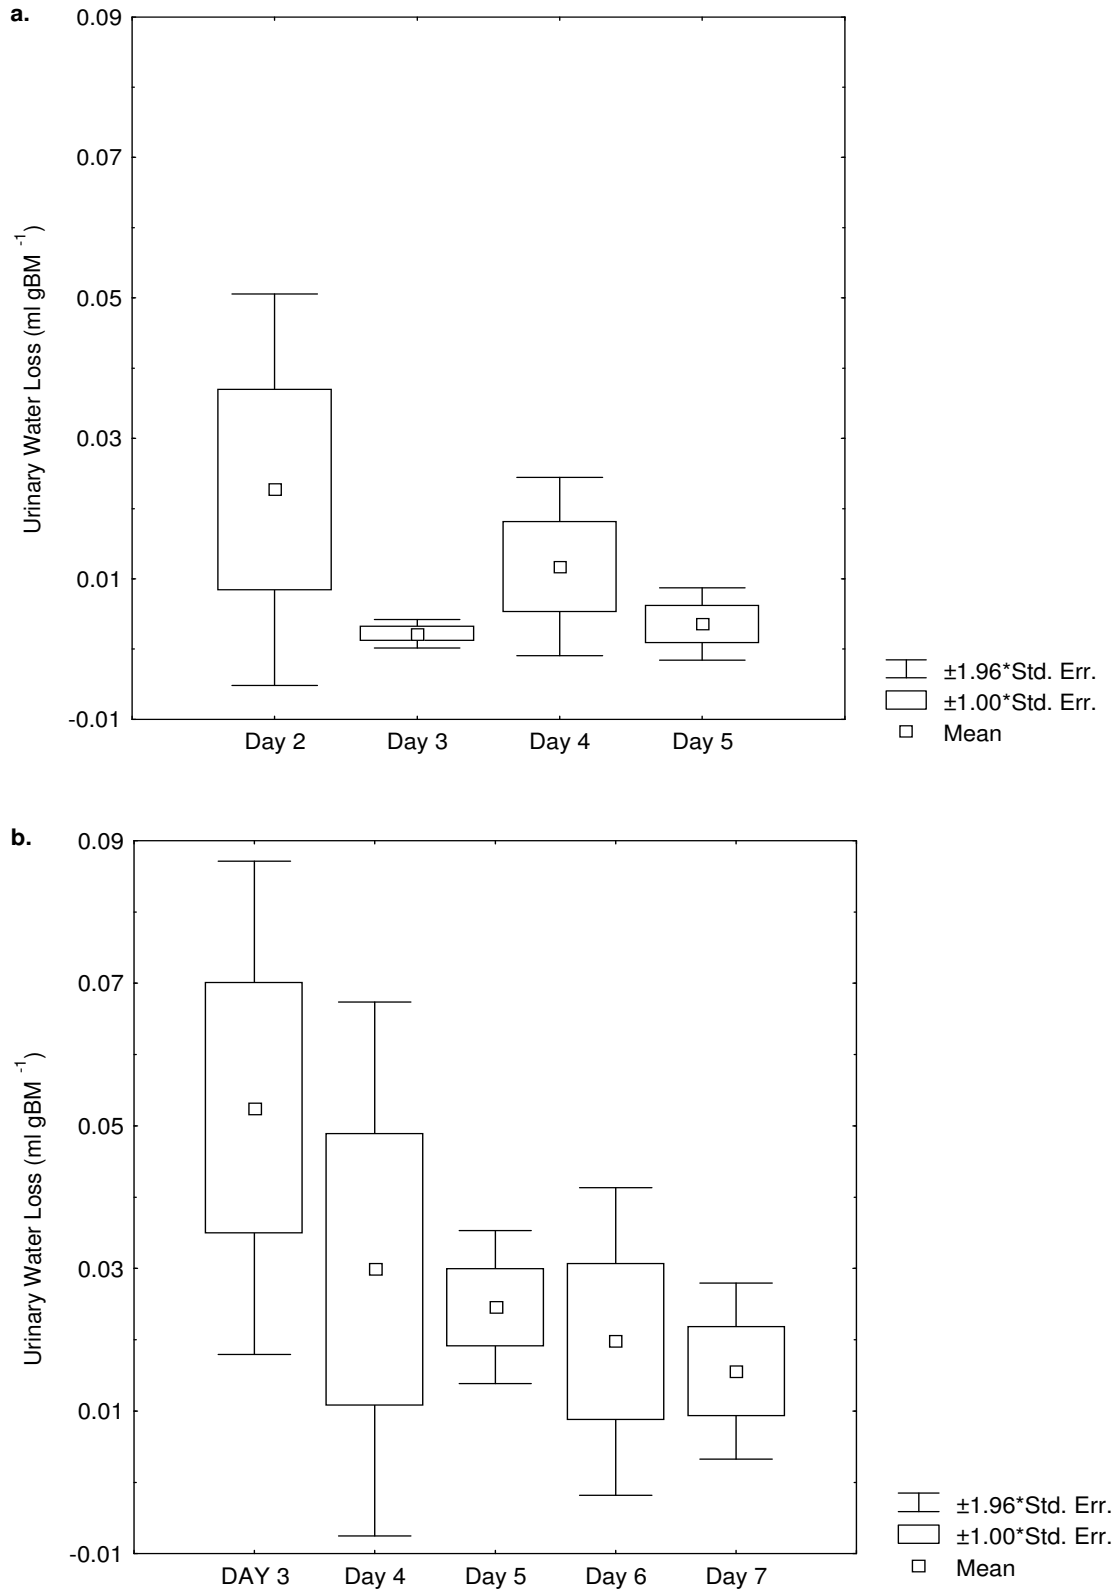 a.
0.09
0.07
0.05
0.03
0.01
-0.01
Urinary Water Loss (ml gBM -1)
Day 2 Day 3 Day 4 Day 5
±1.96*Std. Err.
±1.00*Std. Err.
Mean
b.
0.09
0.07
0.05
0.03
0.01
-0.01
Urinary Water Loss (ml gBM -1)
DAY 3 Day 4 Day 5 Day 6 Day 7
±1.96*Std. Err.
±1.00*Std. Err.
Mean